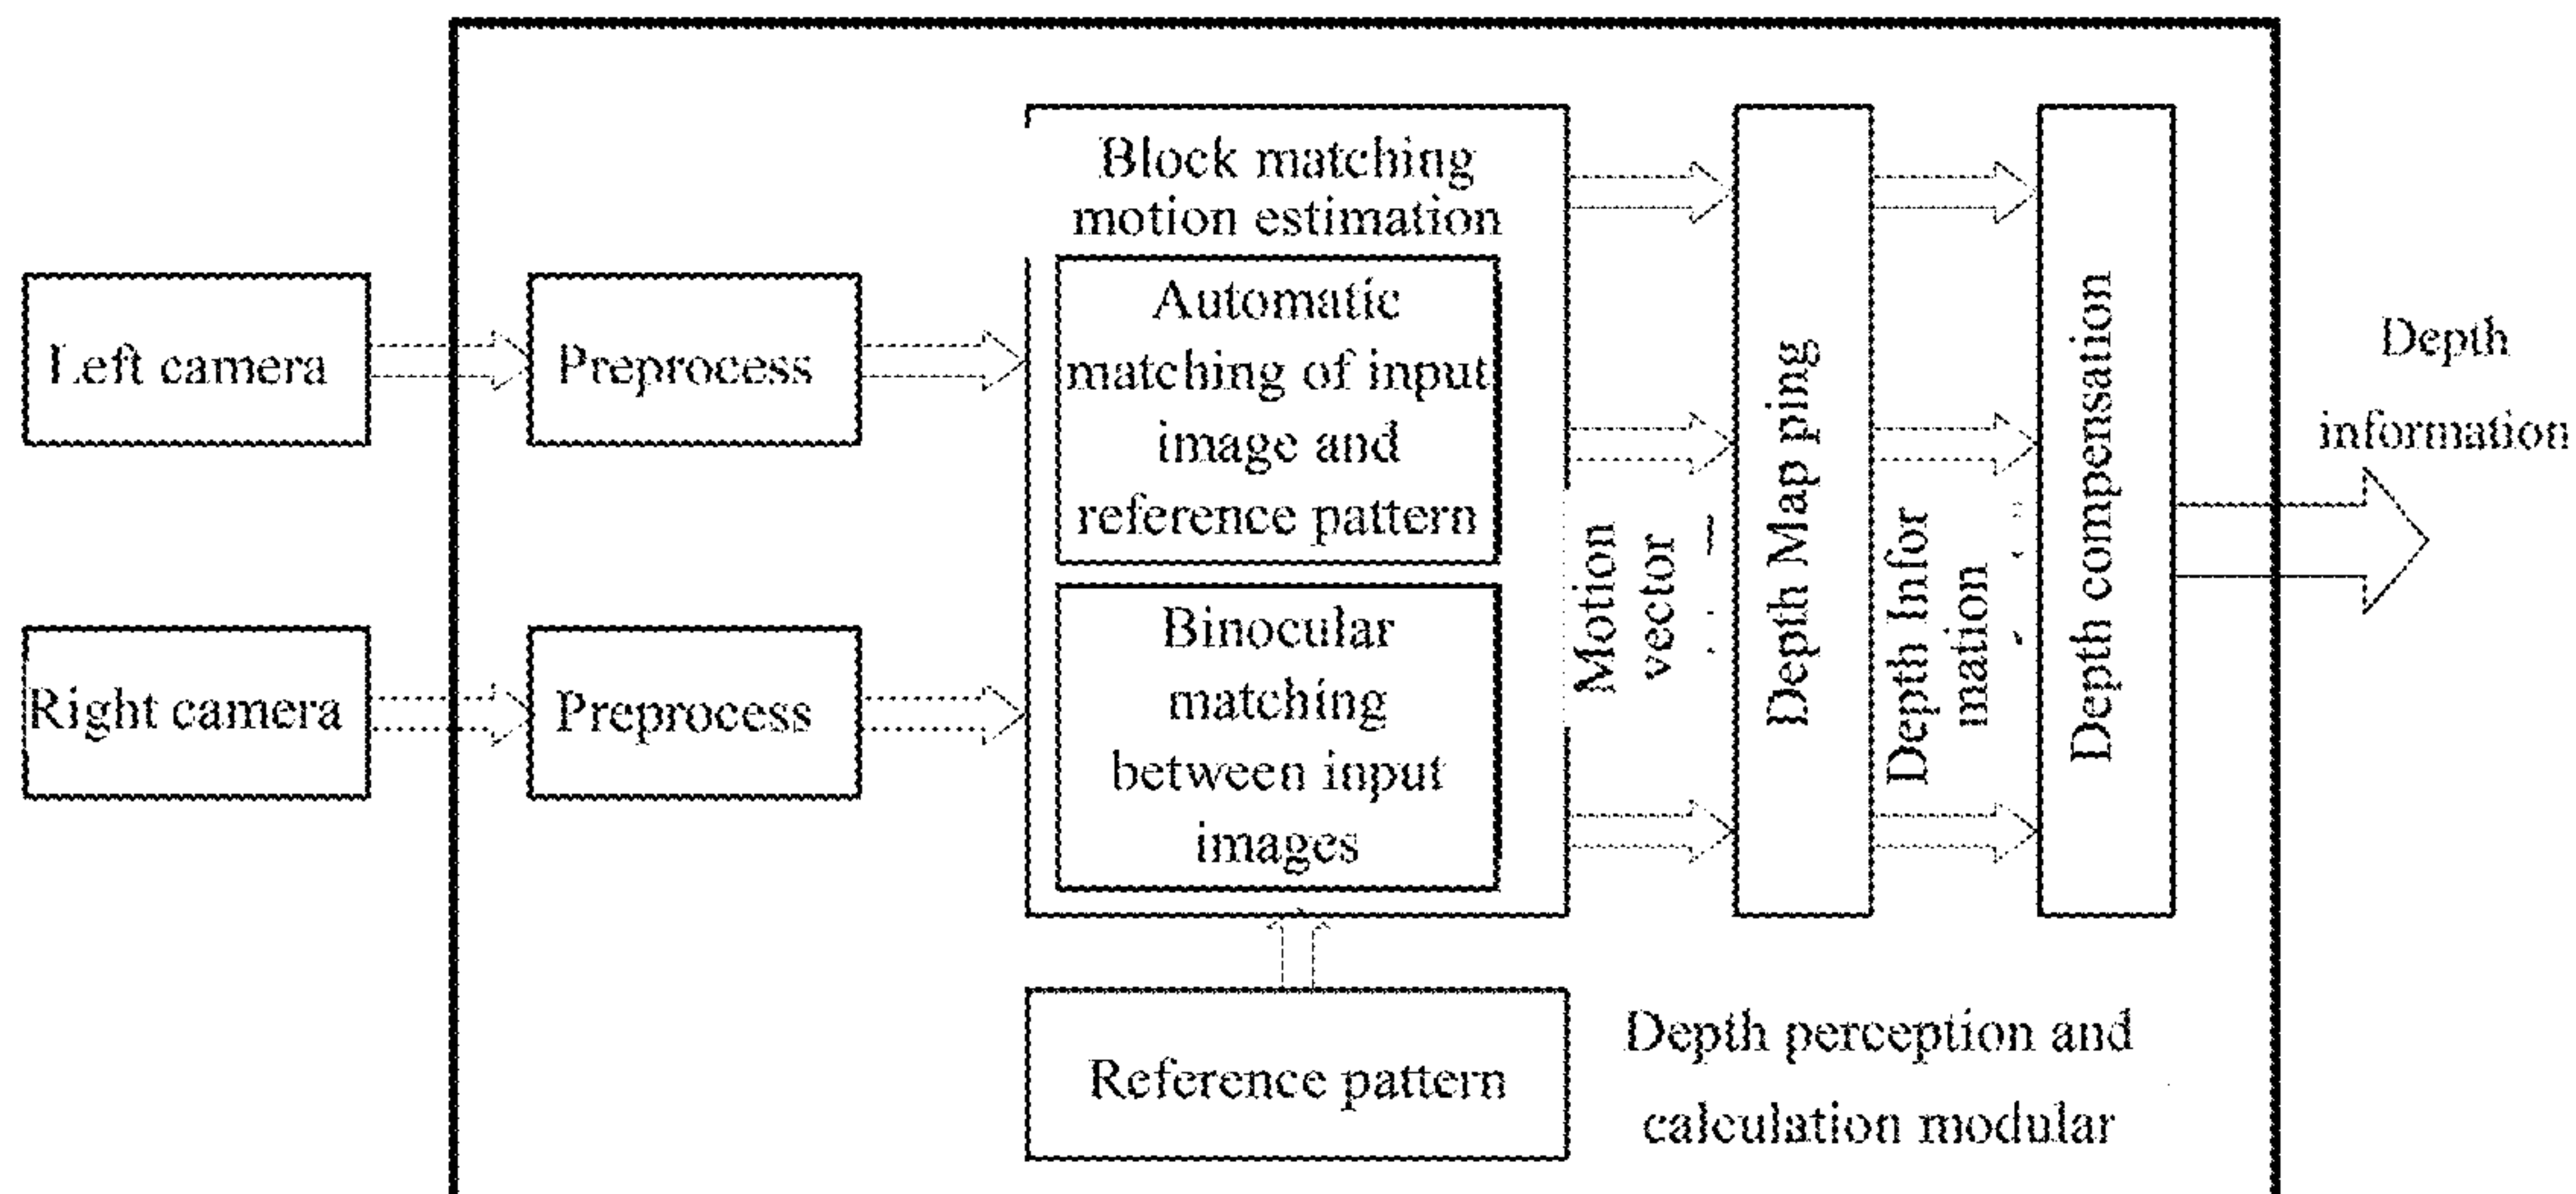 Block matching
motion estimation
Automatic
matching of input
image and
reference pattern
Binocular
matching
between input
images
Left camera
Preprocess
Right camera
Preprocess
Motion
vector
Depth Map ping
Depth Infor
mation
Depth compensation
Depth
information
Reference pattern
Depth perception and
calculation modular